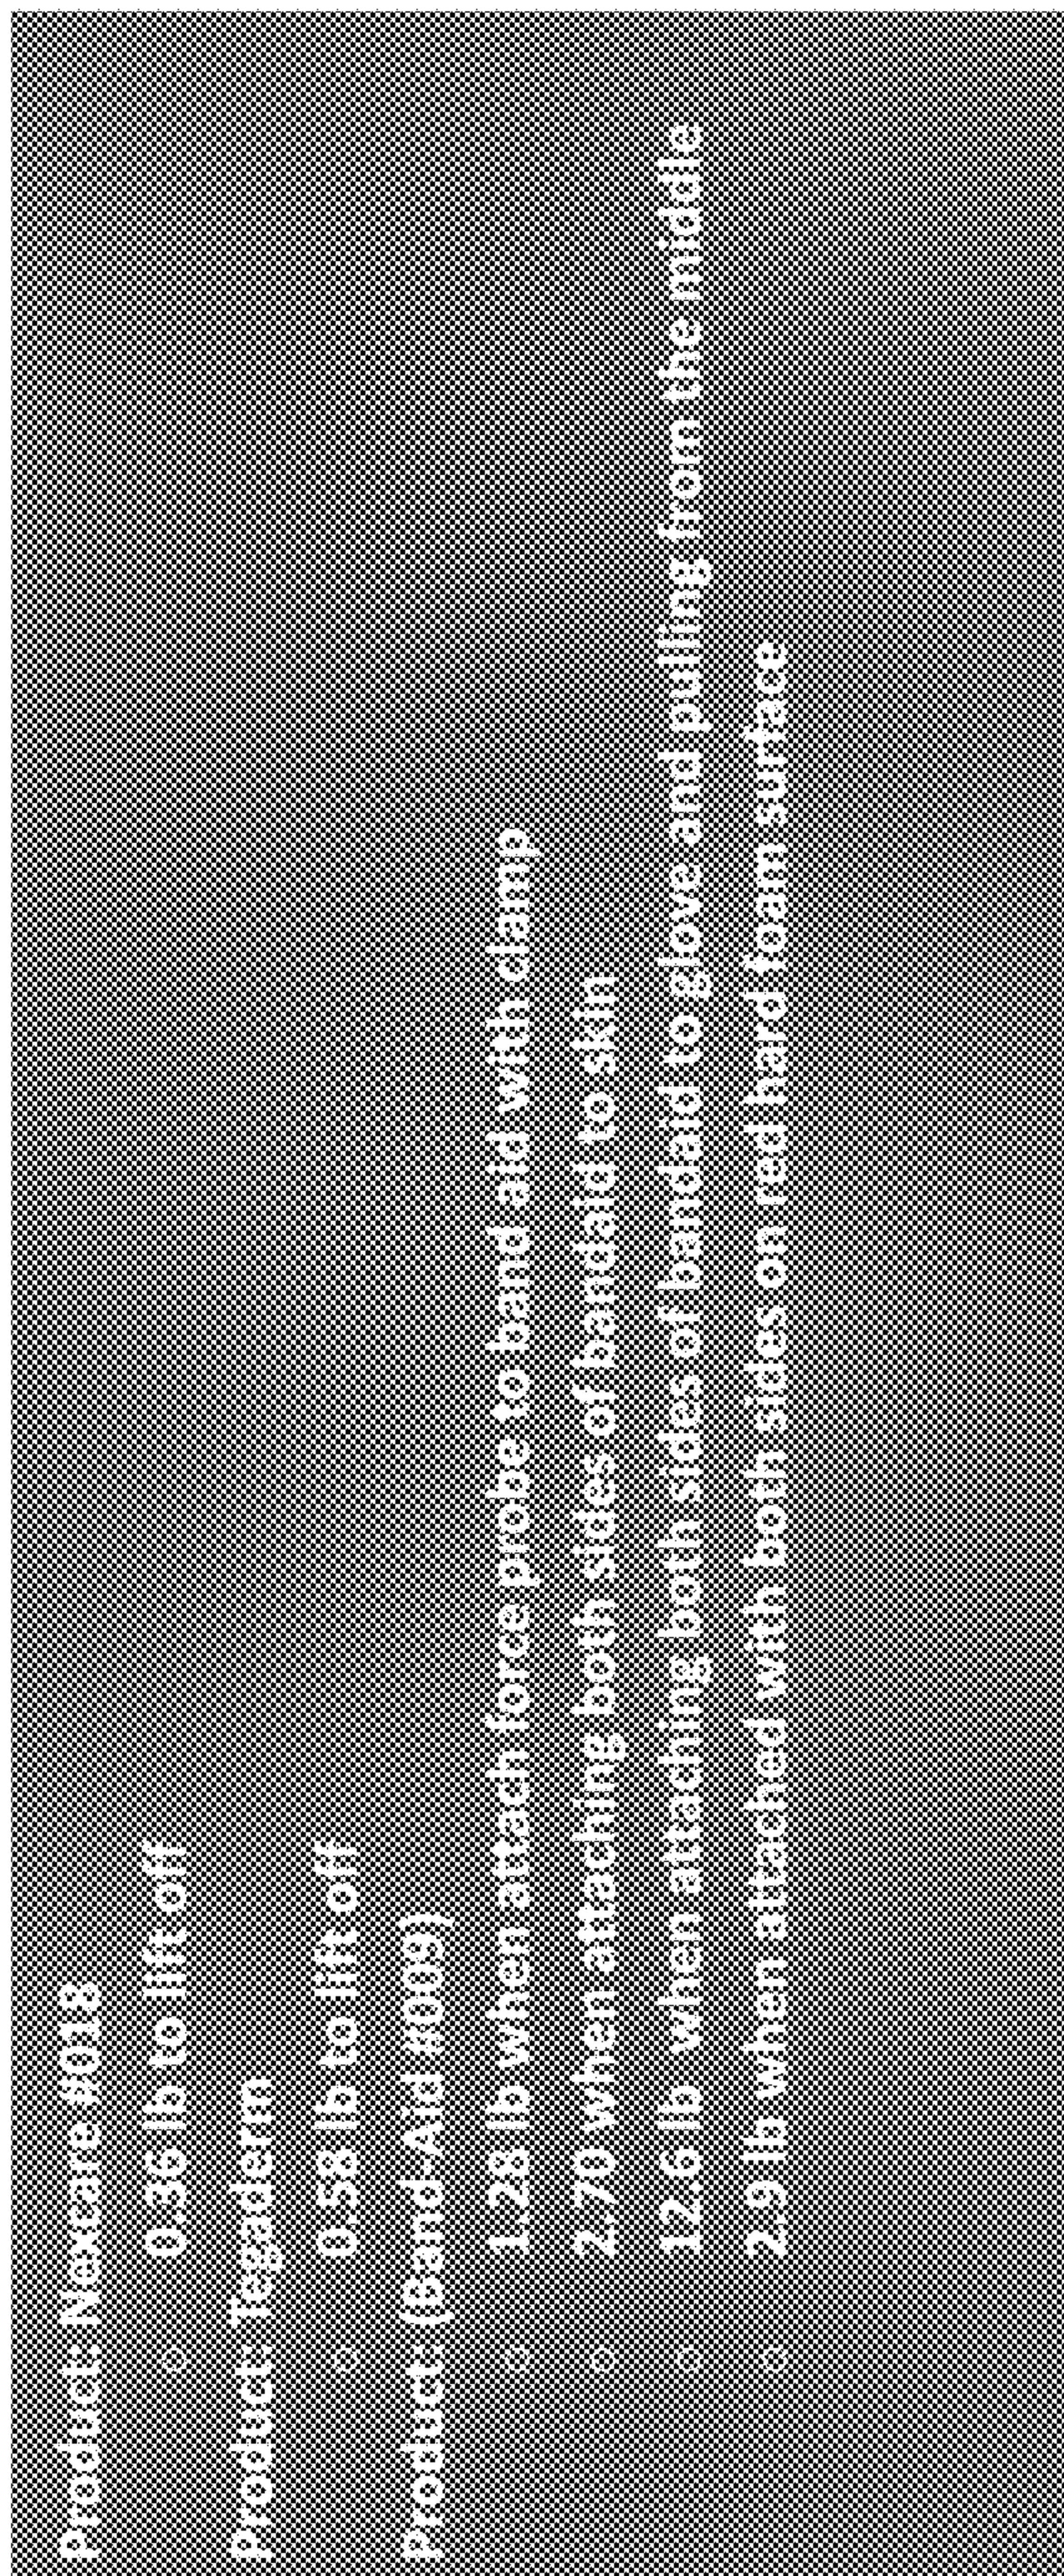 Product: Nexcare #018
○ 0.36 lb to lift off
Product: Tegaderm
○ 0.58 lb to lift off
Product: (Band-Aid #009)
○ 1.28 lb when attach force probe to band aid with clamp
○ 2.70 when attaching both sides of bandaid to skin
○ 12.6 lb when attaching both sides of bandaid to glove and pulling from the middle
○ 2.9 lb when attached with both sides on red hard foam surface